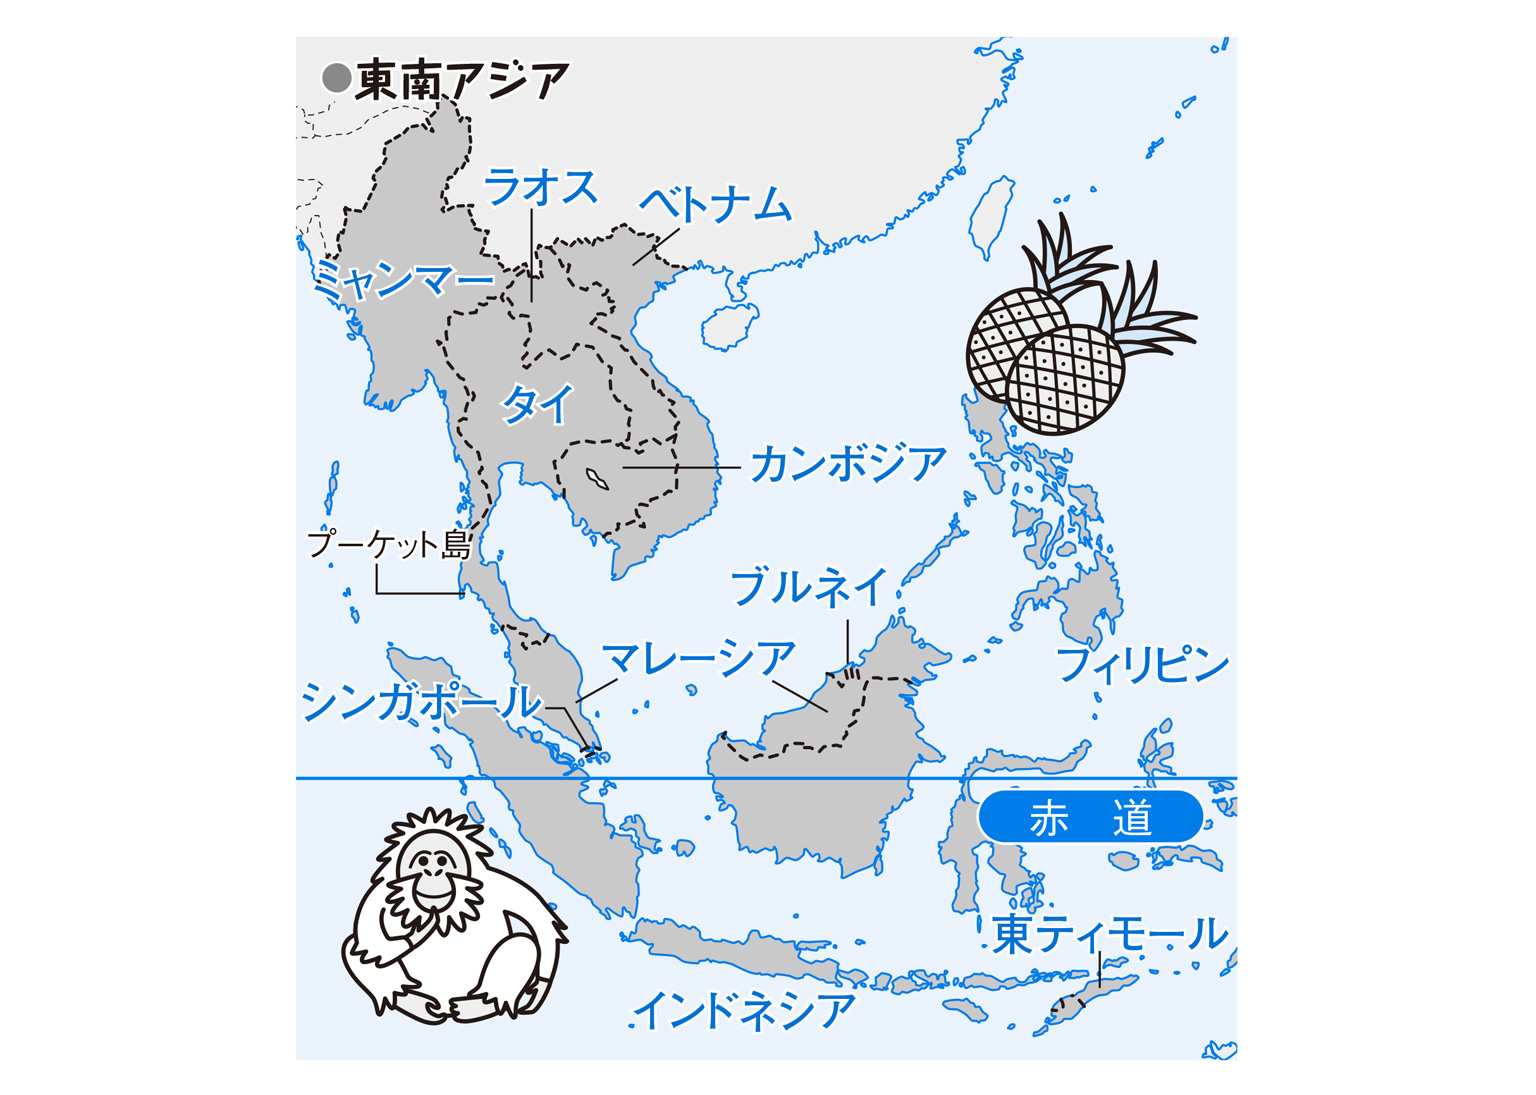 ●東南アジア
ラオス
ベトナム
ミャンマー
タイ
カンボジア
プーケット島
ブルネイ
マレーシア
フィリピン
シンガポール
赤 道
東ティモール
インドネシア